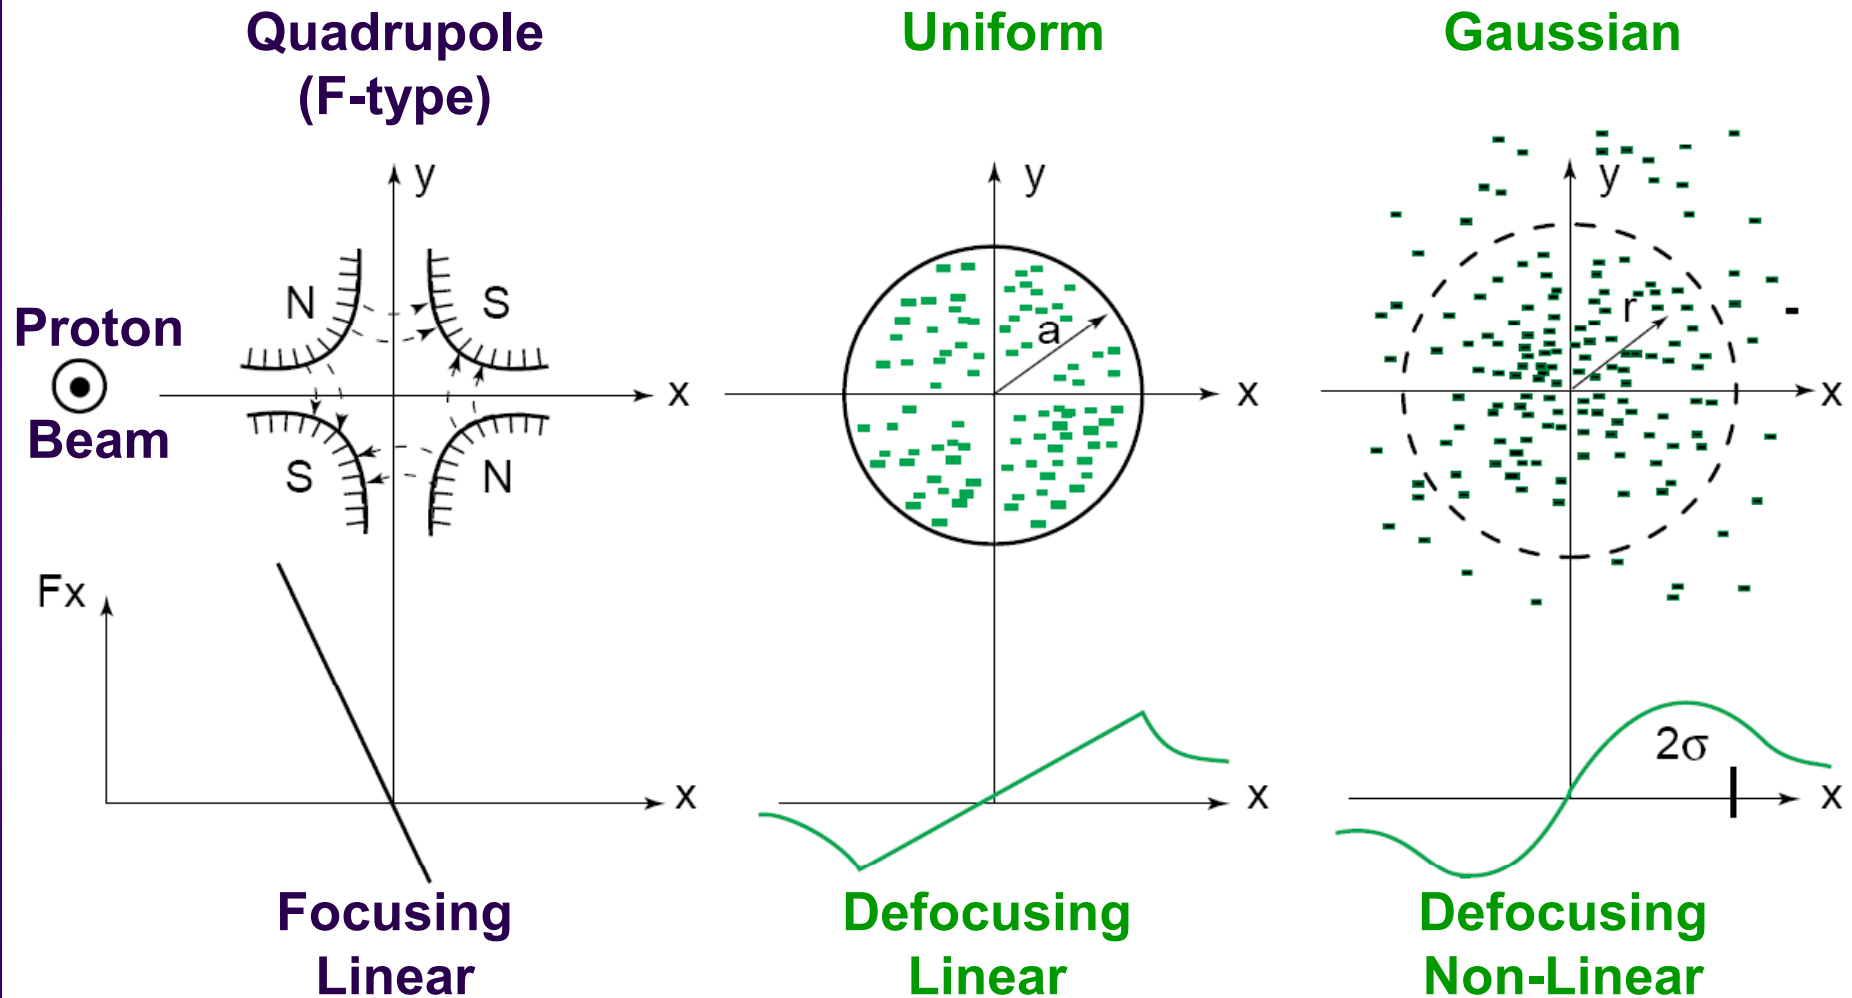 Quadrupole
(F-type)
Uniform
Gaussian
y
y
y
N
S
Proton
Beam
a
r
x
x
x
S
N
Fx
2σ
x
x
x
Focusing
Linear
Defocusing
Linear
Defocusing
Non-Linear